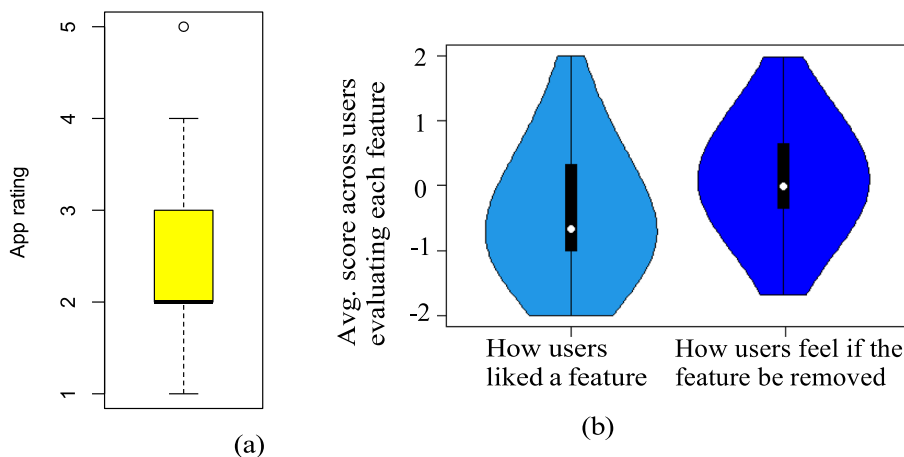 App rating
5
4
3
2
1
(a)
Avg. score across users
evaluating each feature
2
1
0
-1
-2
How users
liked a feature
How users feel if the
feature be removed
(b)